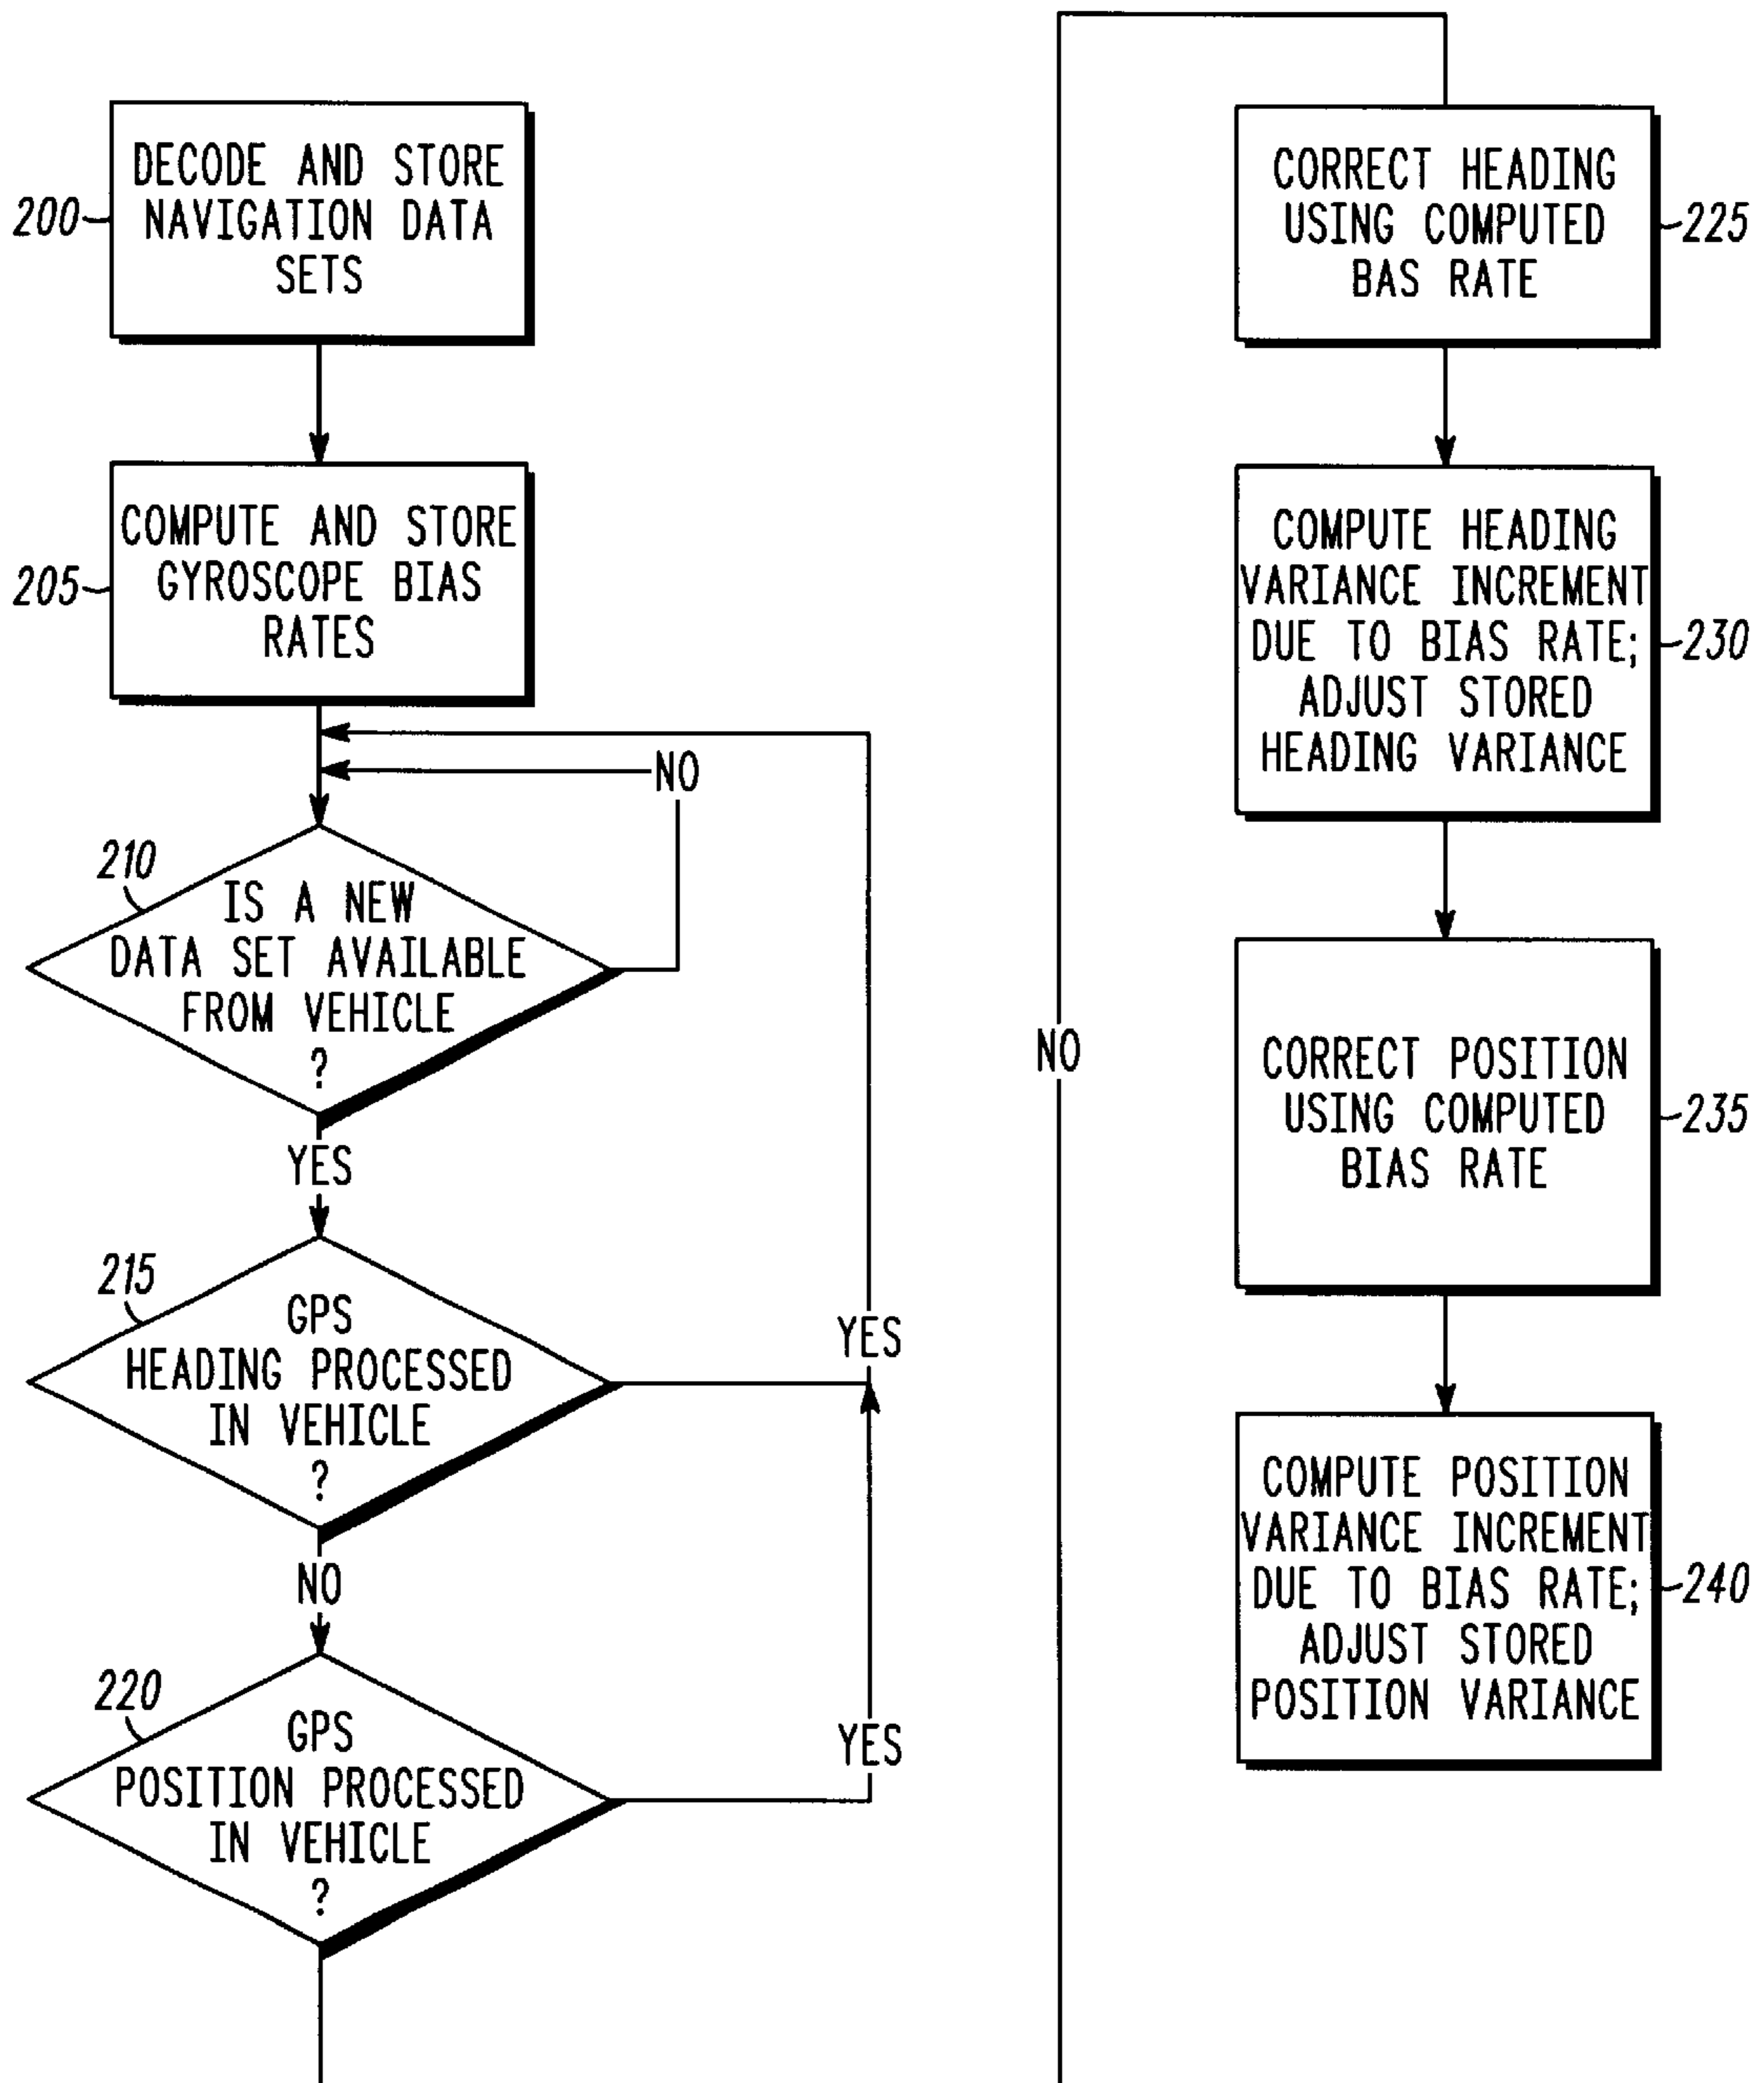 DECODE AND STORE
NAVIGATION DATA
SETS
200
COMPUTE AND STORE
GYROSCOPE BIAS
RATES
205
NO
210
IS A NEW
DATA SET AVAILABLE
FROM VEHICLE
?
YES
215
GPS
HEADING PROCESSED
IN VEHICLE
?
YES
NO
220
GPS
POSITION PROCESSED
IN VEHICLE
?
YES
NO
CORRECT HEADING
USING COMPUTED
BAS RATE
225
COMPUTE HEADING
VARIANCE INCREMENT
DUE TO BIAS RATE;
ADJUST STORED
HEADING VARIANCE
230
CORRECT POSITION
USING COMPUTED
BIAS RATE
235
COMPUTE POSITION
VARIANCE INCREMENT
DUE TO BIAS RATE;
ADJUST STORED
POSITION VARIANCE
240